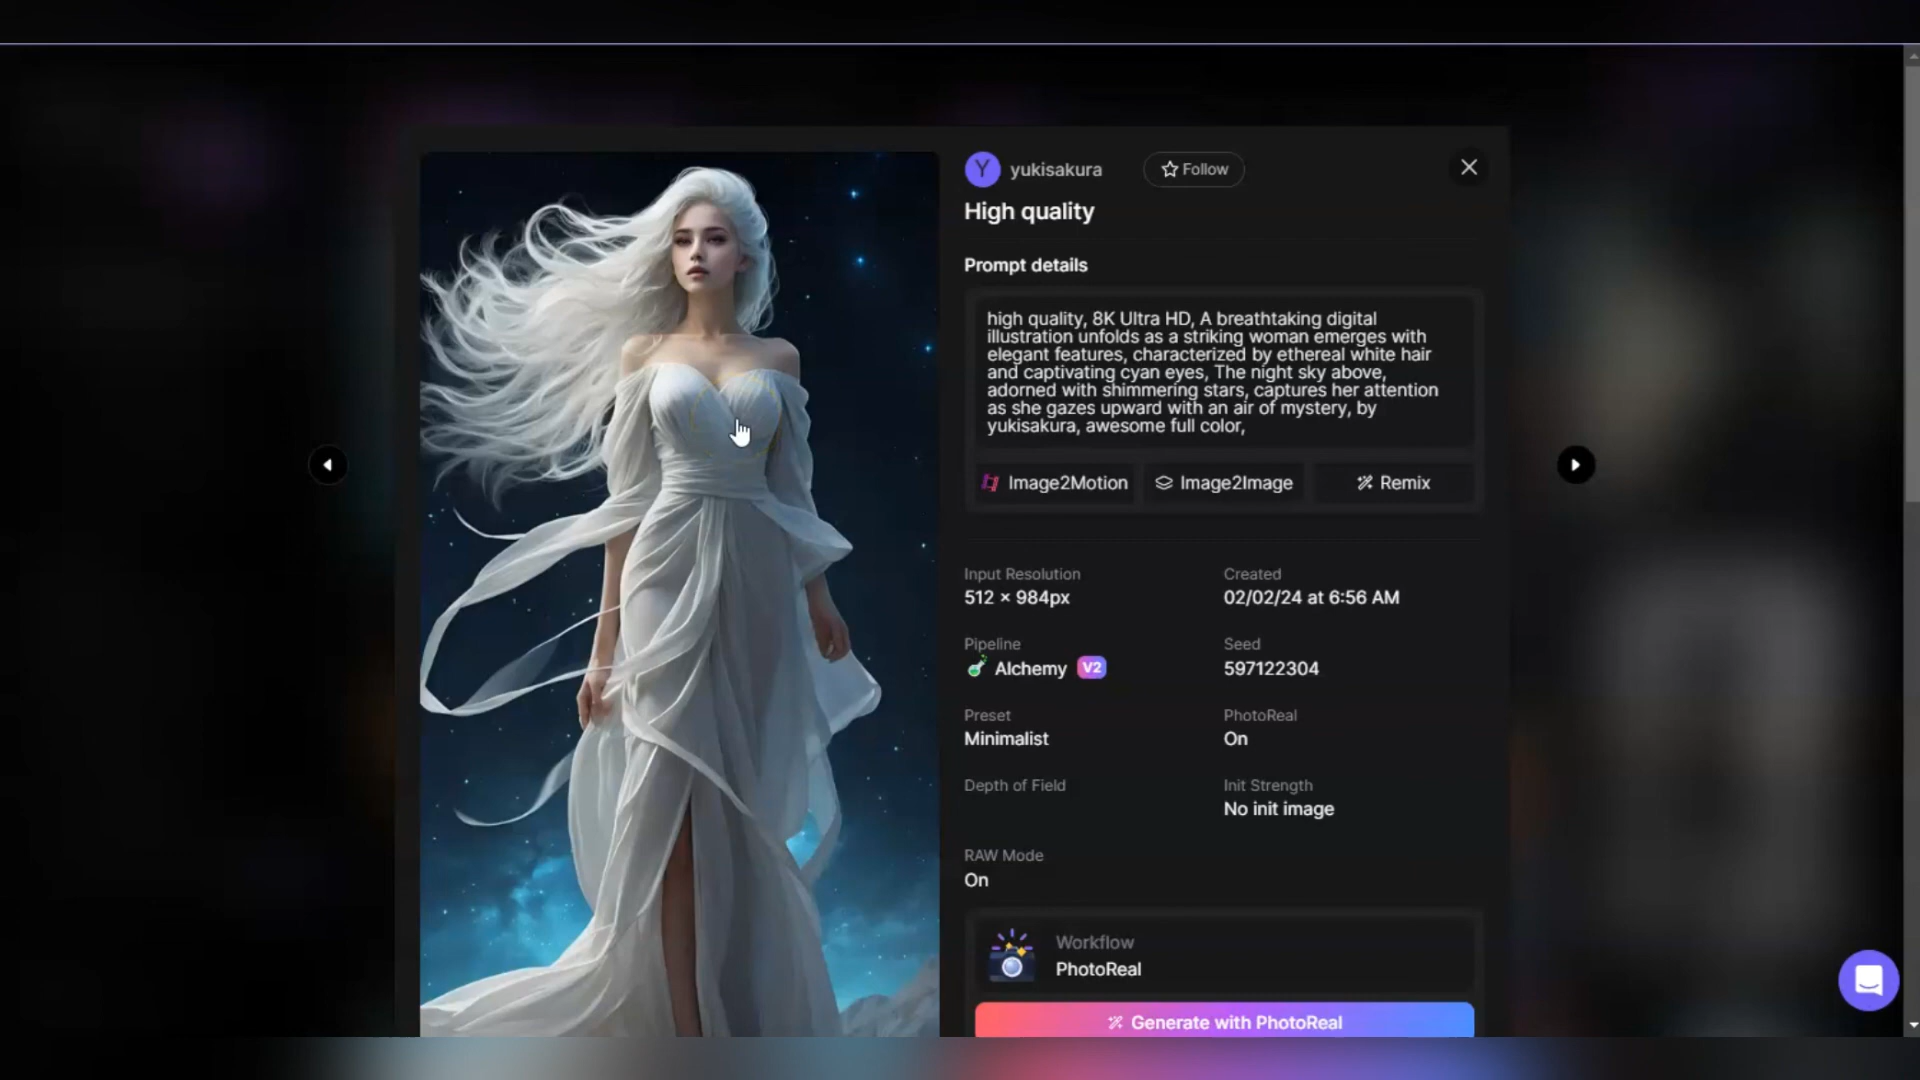 Y yukisakura Follow
High quality
Prompt details
high quality, 8K Ultra HD, A breathtaking digital
illustration unfolds as a striking woman emerges with
elegant features, characterized by ethereal white hair
and captivating cyan eyes, The night sky above,
adorned with shimmering stars, captures her attention
as she gazes upward with an air of mystery, by
yukisakura, awesome full color,
Image2Motion Image2Image Remix
Input Resolution Created
512 × 984px 02/02/24 at 6:56 AM
Pipeline Seed
Alchemy V2 597122304
Preset PhotoReal
Minimalist On
Depth of Field Init Strength
No init image
RAW Mode
On
Workflow
PhotoReal
Generate with PhotoReal